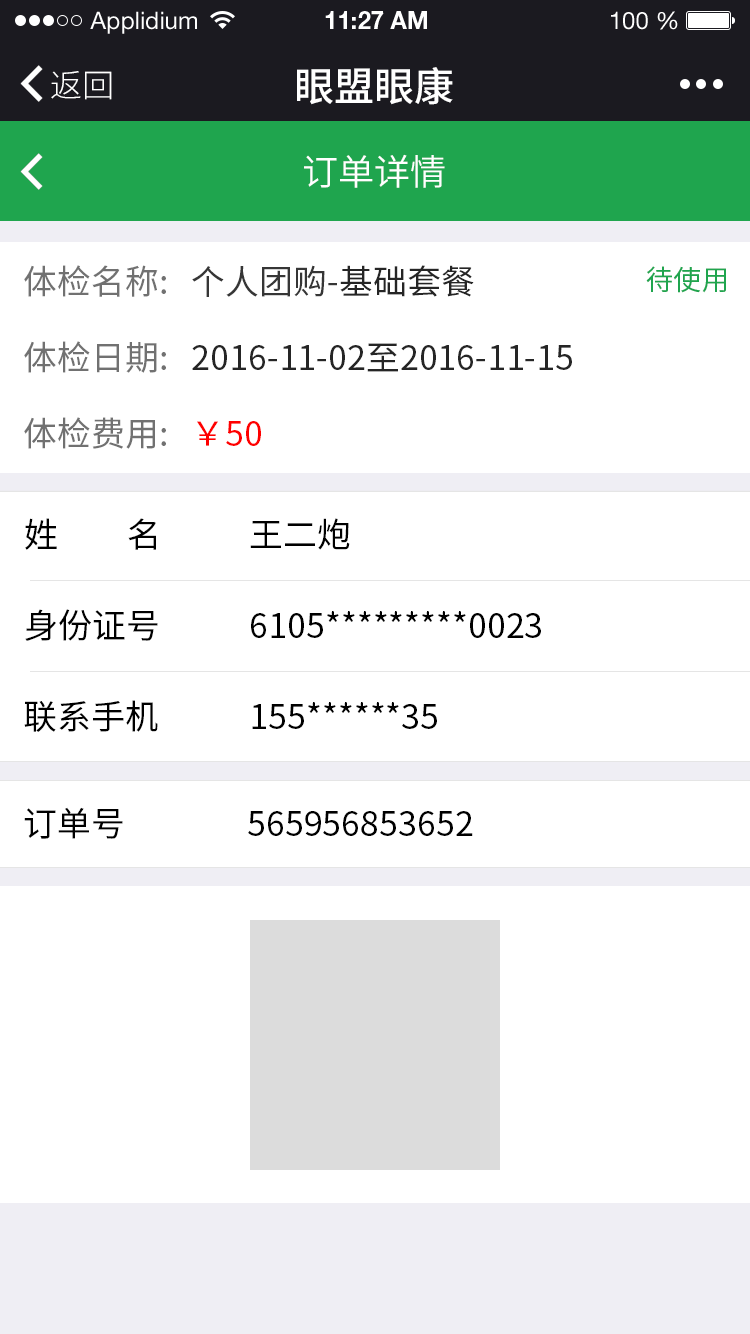 Applidium 11:27 AM 100 %
返回 眼盟眼康
订单详情
体检名称: 个人团购-基础套餐 待使用
体检日期: 2016-11-02至2016-11-15
体检费用: ￥50
姓 名 王二炮
身份证号 6105*********0023
联系手机 155******35
订单号 565956853652